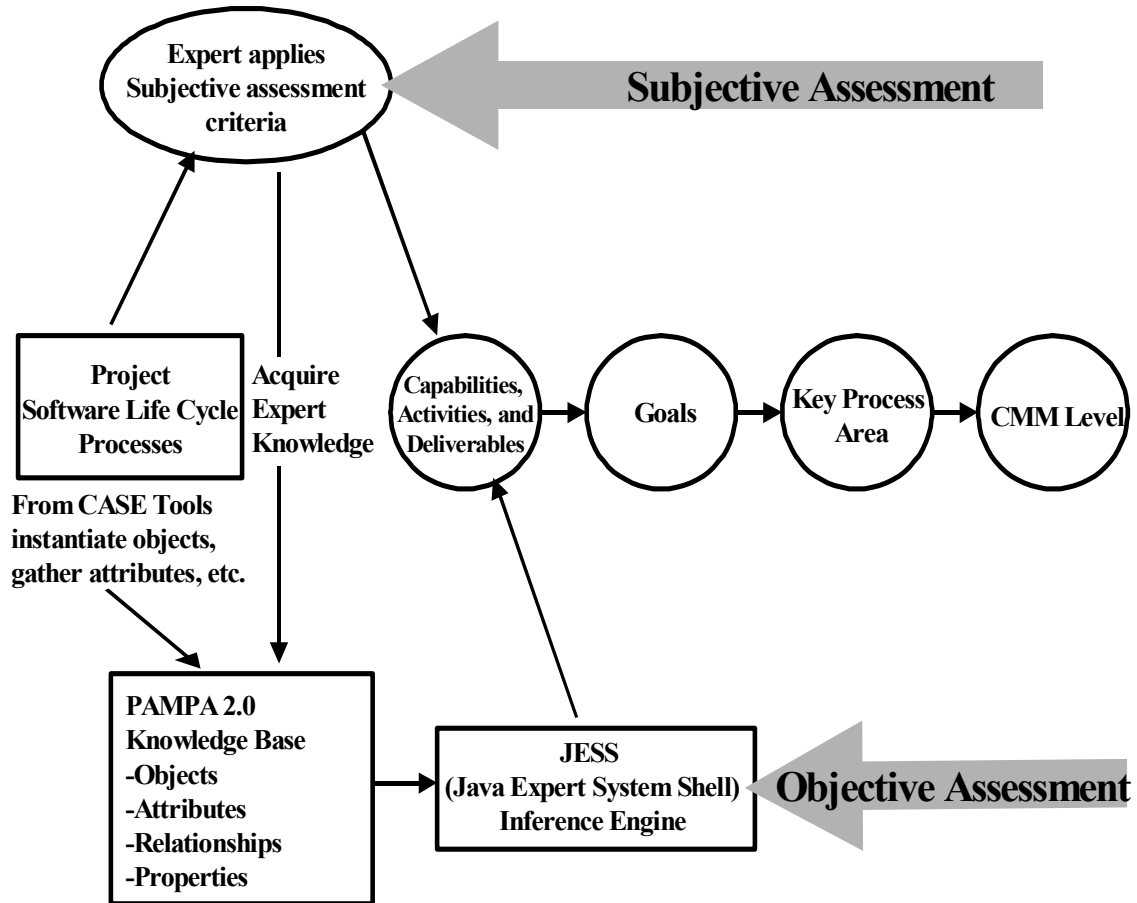 Expert applies
Subjective assessment
criteria
Subjective Assessment
Project
Software Life Cycle
Processes
Acquire
Expert
Knowledge
Capabilities,
Activities, and
Deliverables
Goals
Key Process
Area
CMM Level
From CASE Tools
instantiate objects,
gather attributes, etc.
PAMPA 2.0
Knowledge Base
-Objects
-Attributes
-Relationships
-Properties
JESS
(Java Expert System Shell)
Inference Engine
Objective Assessment